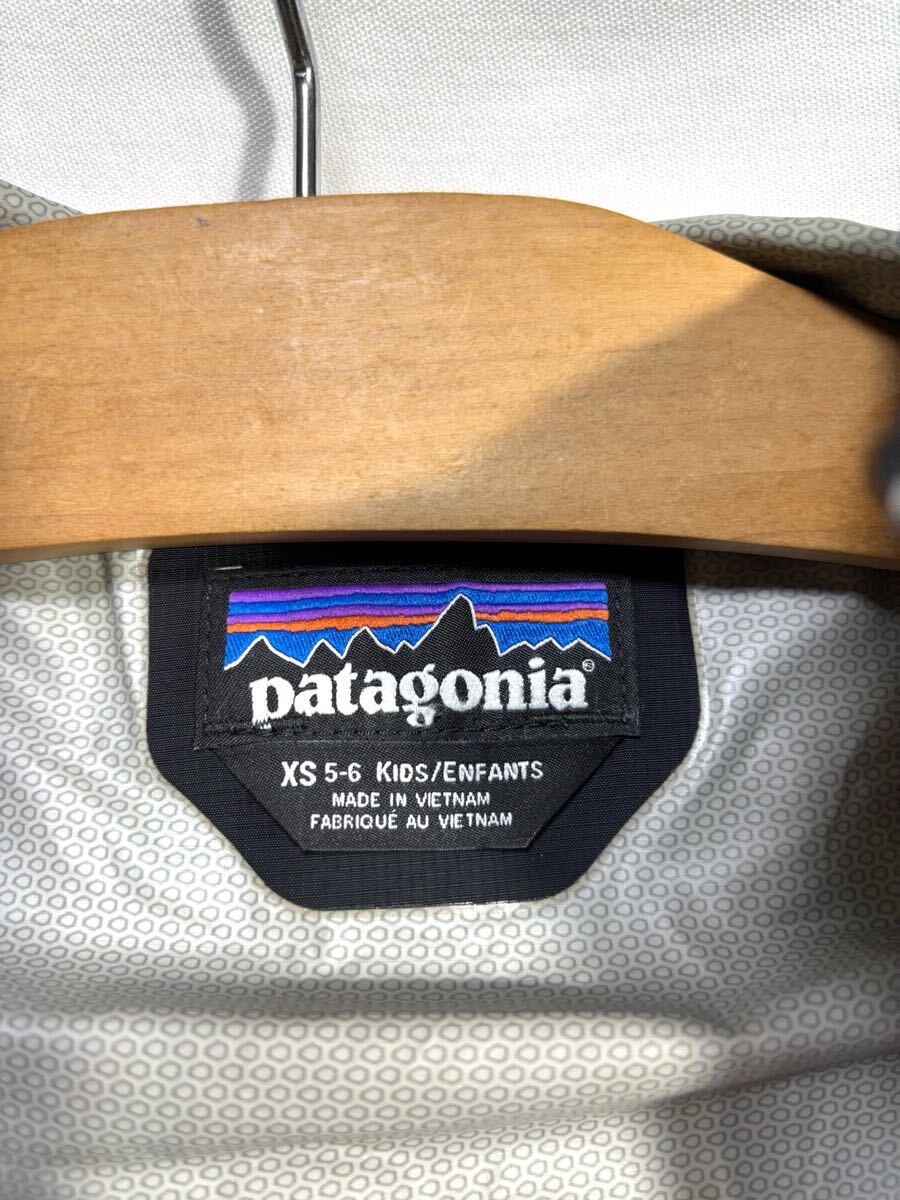 patagonia®
XS 5-6 KIDS/ENFANTS
MADE IN VIETNAM
FABRIQUÉ AU VIETNAM